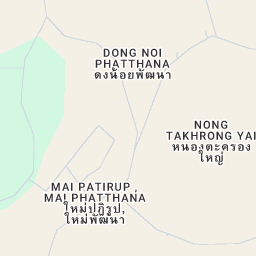 DONG NOI
PHATTHANA
ดงน้อยพัฒนา
NONG
TAKHRONG YAI
หนองตะครอง
ใหญ่
MAI PATIRUP,
MAI PHATTHANA
ใหม่ปฏิรูป,
ใหม่พัฒนา